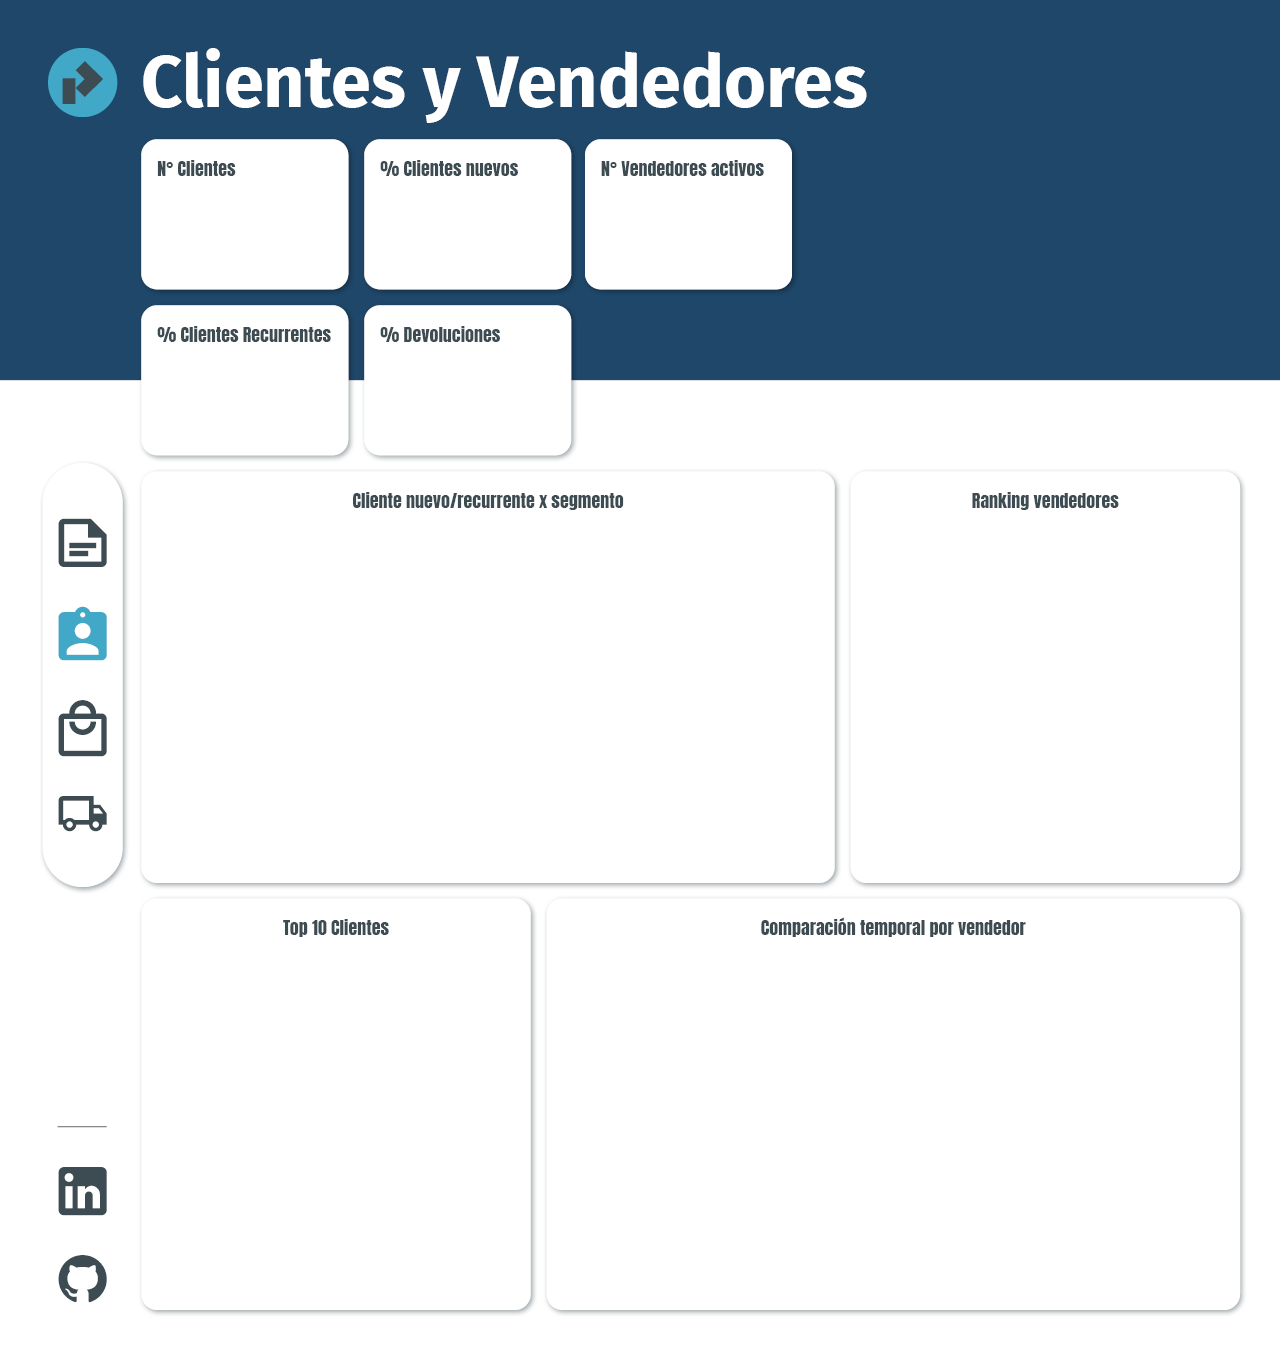 Clientes y Vendedores
N° Clientes
% Clientes nuevos
N° Vendedores activos
% Clientes Recurrentes
% Devoluciones
Cliente nuevo/recurrente x segmento
Ranking vendedores
Top 10 Clientes
Comparación temporal por vendedor
in